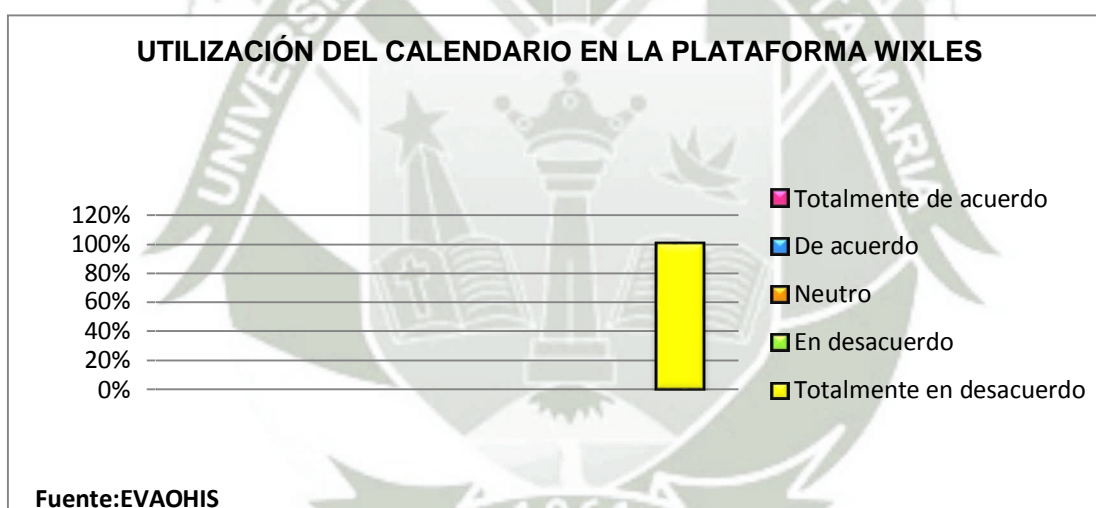 UTILIZACIÓN DEL CALENDARIO EN LA PLATAFORMA WIXLES
120%
100%
80%
60%
40%
20%
0%
Totalmente de acuerdo
De acuerdo
Neutro
En desacuerdo
Totalmente en desacuerdo
Fuente:EVAOHIS